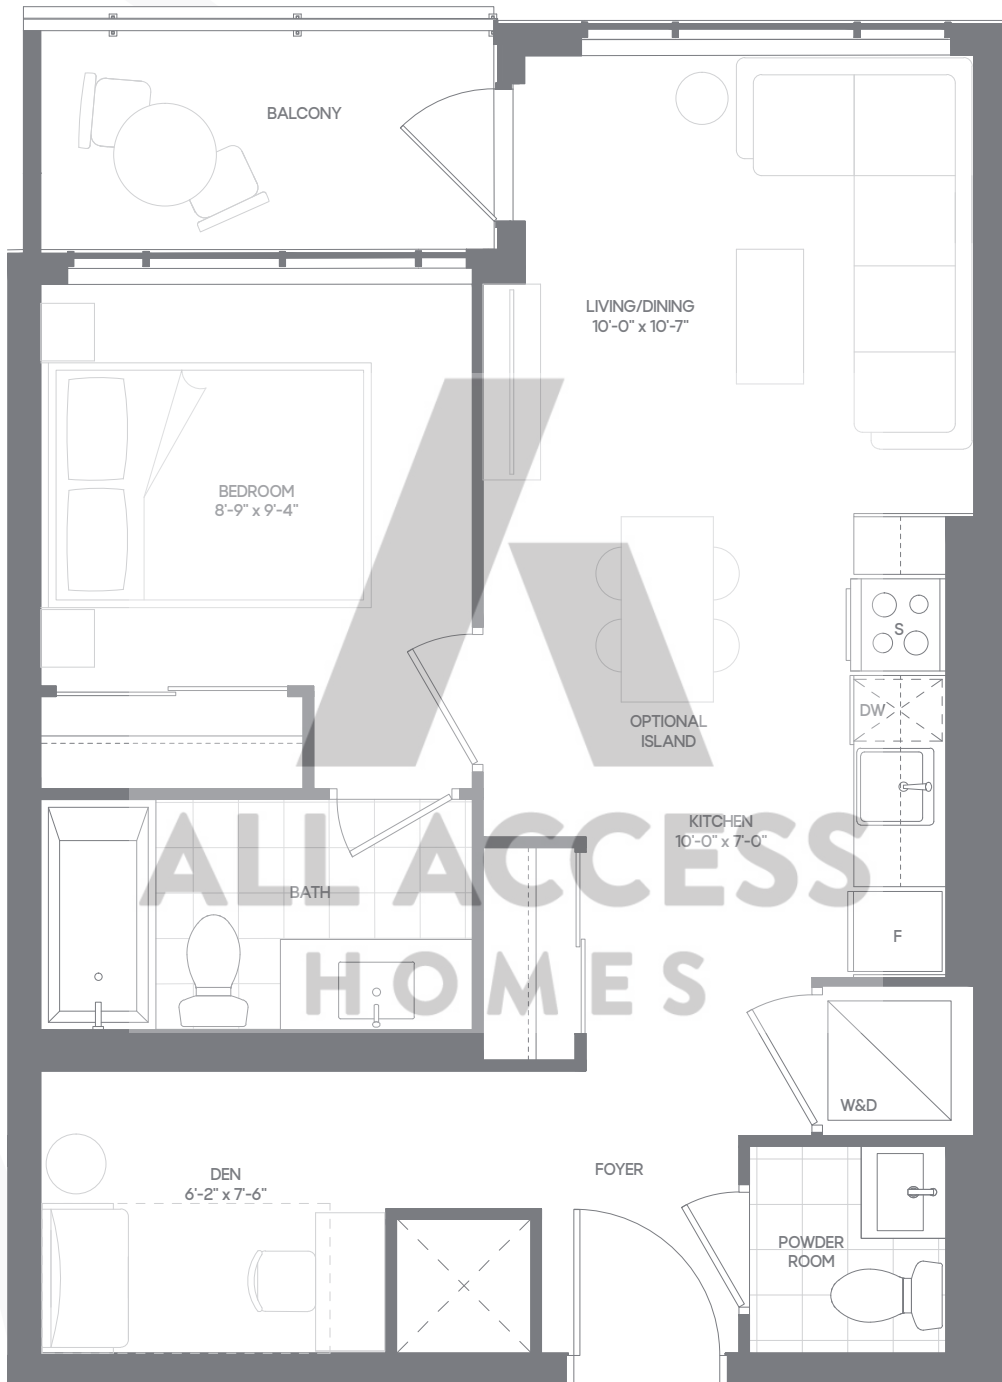 BALCONY
LIVING/DINING
10'-0" x 10'-7"
BEDROOM
8'-9" x 9'-4"
S
DW
OPTIONAL
ISLAND
KITCHEN
10'-0" x 7'-0"
ALL ACCESS
BATH
F
HOMES
W&D
DEN
6'-2" x 7'-6"
FOYER
POWDER
ROOM